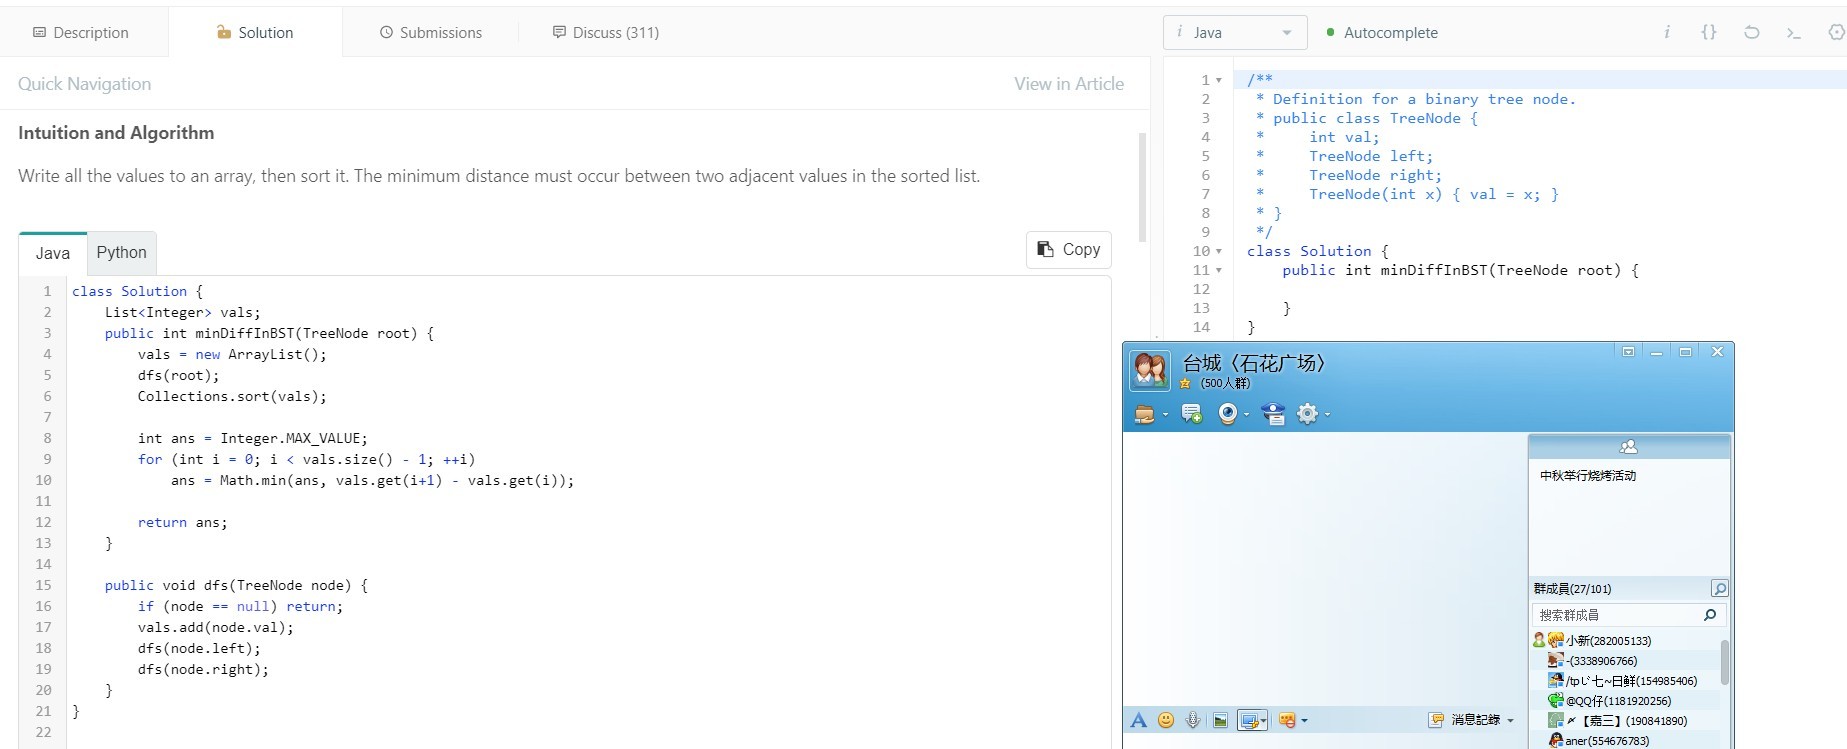 Description
Solution
Submissions
Discuss (311)
Quick Navigation
View in Article
Intuition and Algorithm
Write all the values to an array, then sort it. The minimum distance must occur between two adjacent values in the sorted list.
Java
Python
Copy
1 class Solution {
2     List<Integer> vals;
3     public int minDiffInBST(TreeNode root) {
4         vals = new ArrayList();
5         dfs(root);
6         Collections.sort(vals);
7
8         int ans = Integer.MAX_VALUE;
9         for (int i = 0; i < vals.size() - 1; ++i)
10             ans = Math.min(ans, vals.get(i+1) - vals.get(i));
11
12         return ans;
13     }
14
15     public void dfs(TreeNode node) {
16         if (node == null) return;
17         vals.add(node.val);
18         dfs(node.left);
19         dfs(node.right);
20     }
21 }
22
i Java
Autocomplete
i {}
1 /**
2  * Definition for a binary tree node.
3  * public class TreeNode {
4  *     int val;
5  *     TreeNode left;
6  *     TreeNode right;
7  *     TreeNode(int x) { val = x; }
8  * }
9  */
10 class Solution {
11     public int minDiffInBST(TreeNode root) {
12
13     }
14 }
台城〈石花广场〉
(500人群)
中秋举行烧烤活动
群成員(27/101)
搜索群成員
小新(282005133)
-(3338906766)
/tpじ七~日鲜(154985406)
@QQ仔(1181920256)
〆【嘉三】(190841890)
aner(554676783)
A
消息記錄